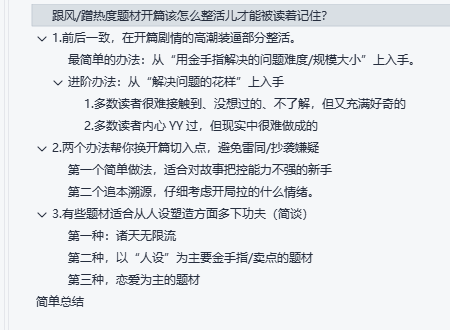 跟风/蹭热度题材开篇该怎么整活儿才能被读着记住？
1.前后一致，在开篇剧情的高潮装逼部分整活。
最简单的办法：从“用金手指解决的问题难度/规模大小”上入手。
进阶办法：从“解决问题的花样”上入手
1.多数读者很难接触到、没想过的、不了解，但又充满好奇的
2.多数读者内心 YY 过，但现实中很难做成的
2.两个办法帮你换开篇切入点，避免雷同/抄袭嫌疑
第一个简单做法，适合对故事把控能力不强的新手
第二个追本溯源，仔细考虑开局拉的什么情绪。
3.有些题材适合从人设塑造方面多下功夫（简谈）
第一种：诸天无限流
第二种，以“人设”为主要金手指/卖点的题材
第三种，恋爱为主的题材
简单总结